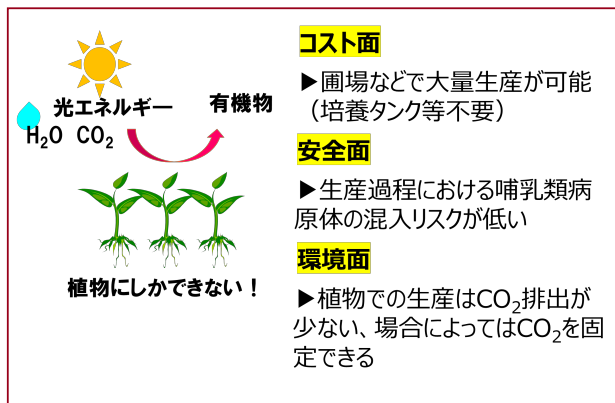 光エネルギー
有機物
H₂O CO₂
植物にしかできない！
コスト面
▶圃場などで大量生産が可能
（培養タンク等不要）
安全面
▶生産過程における哺乳類病
原体の混入リスクが低い
環境面
▶植物での生産はCO₂排出が
少ない、場合によってはCO₂を固
定できる